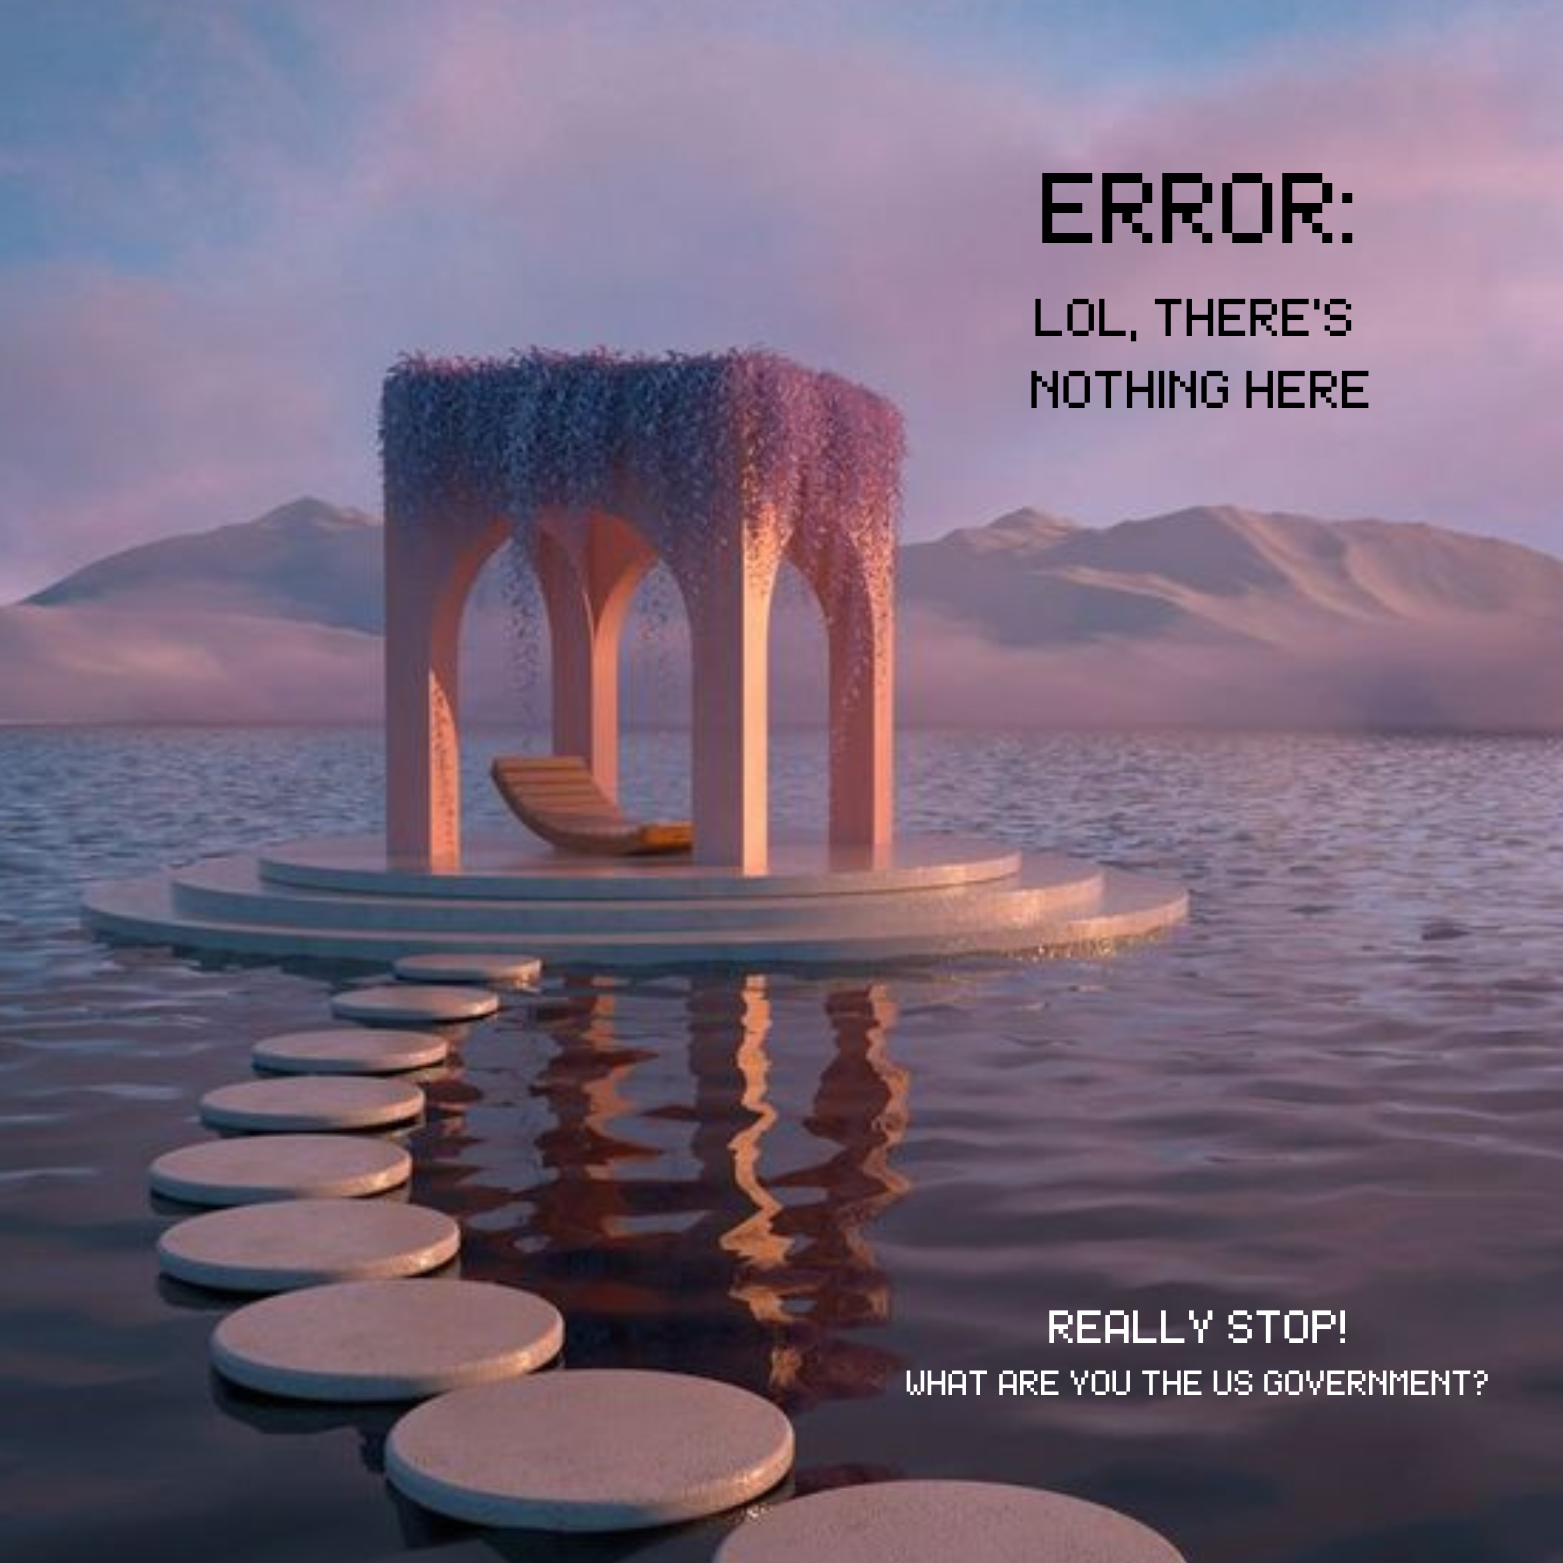 ERROR:
LOL, THERE'S
NOTHING HERE
REALLY STOP!
WHAT ARE YOU THE US GOVERNMENT?